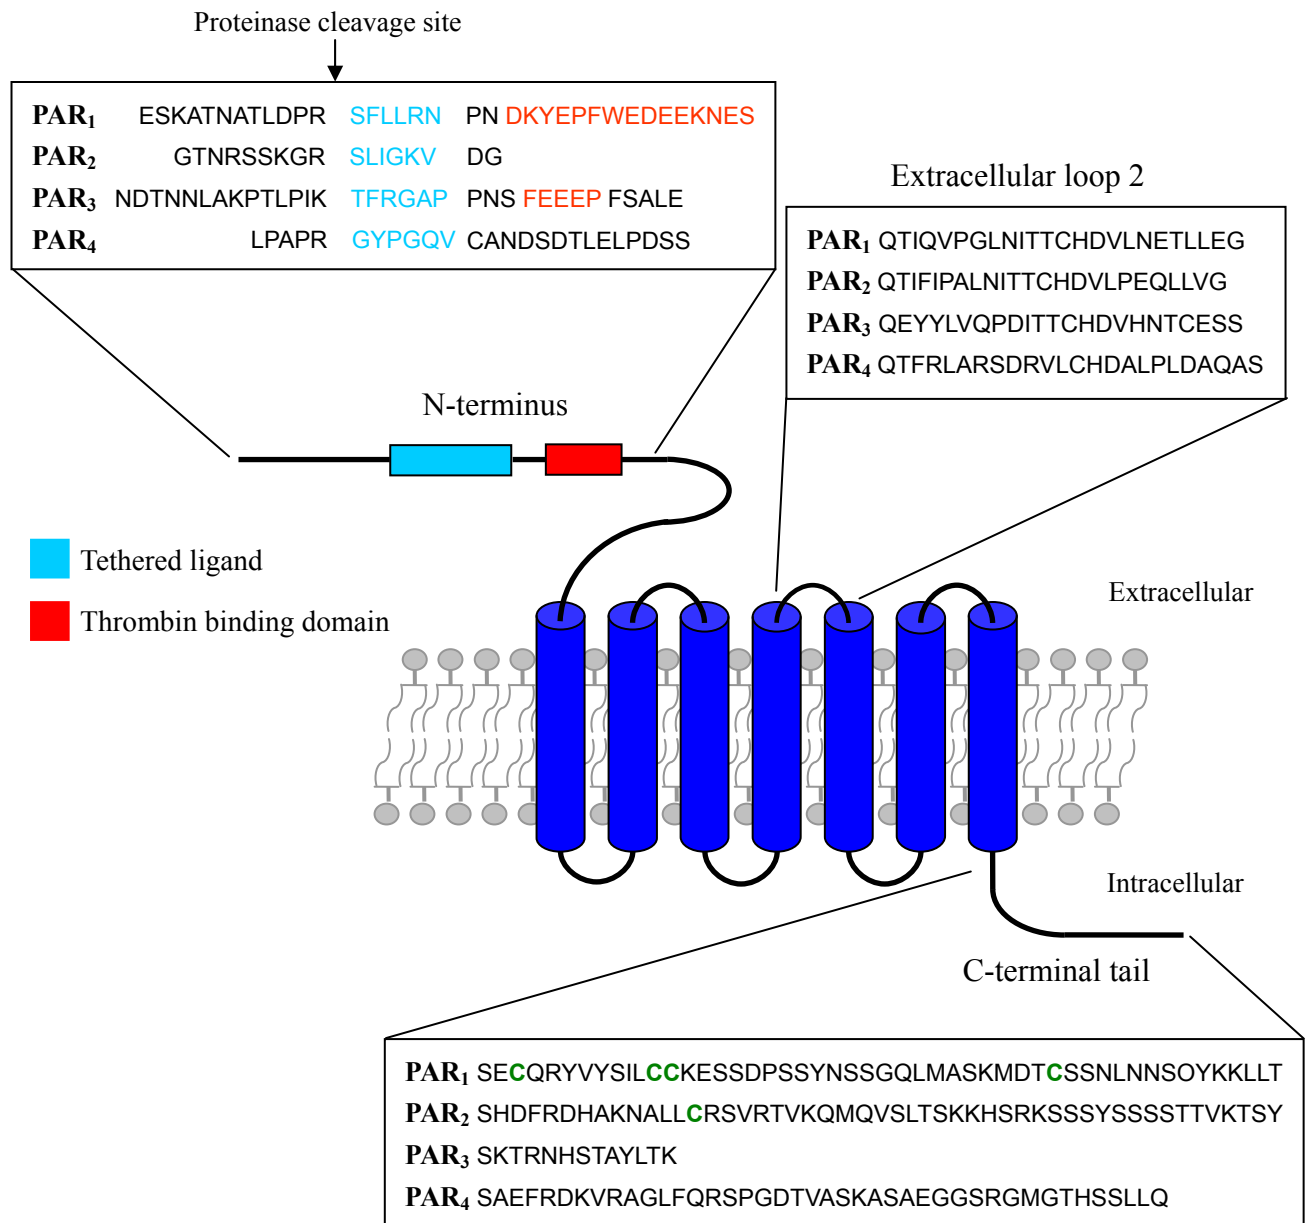 Proteinase cleavage site
PAR₁ ESKATNATLDPR SFLLRN PN DKYEPFWEDEEKNES
PAR₂ GTNRSSKGR SLIGKV DG
PAR₃ NDTNNLAKPTLPIK TFRGAP PNS FEEEP FSALE
PAR₄ LPAPR GYPGQV CANDSDTLELPDSS
Extracellular loop 2
PAR₁ QTIQVPGLNITTCHDVLNETLLEG
PAR₂ QTIFIPALNITTCHDVLPEQLLVG
PAR₃ QEYYLVQPDITTCHDVHNTCESS
PAR₄ QTFRLARSDRVLCHDALPLDAQAS
N-terminus
Tethered ligand
Thrombin binding domain
Extracellular
Intracellular
C-terminal tail
PAR₁ SECQRYVYSILCCKESSDPSSYNSSGQLMASKMDTCSSNLNNSOYKKLLT
PAR₂ SHDFRDHAKNALLCRSVRTVKQMQVSLTSKKHSRKSSSYSSSSTTVKTSY
PAR₃ SKTRNHSTAYLTK
PAR₄ SAEFRDKVRAGLFQRSPGDTVASKASAEGGSRGMGTHSSLLQ